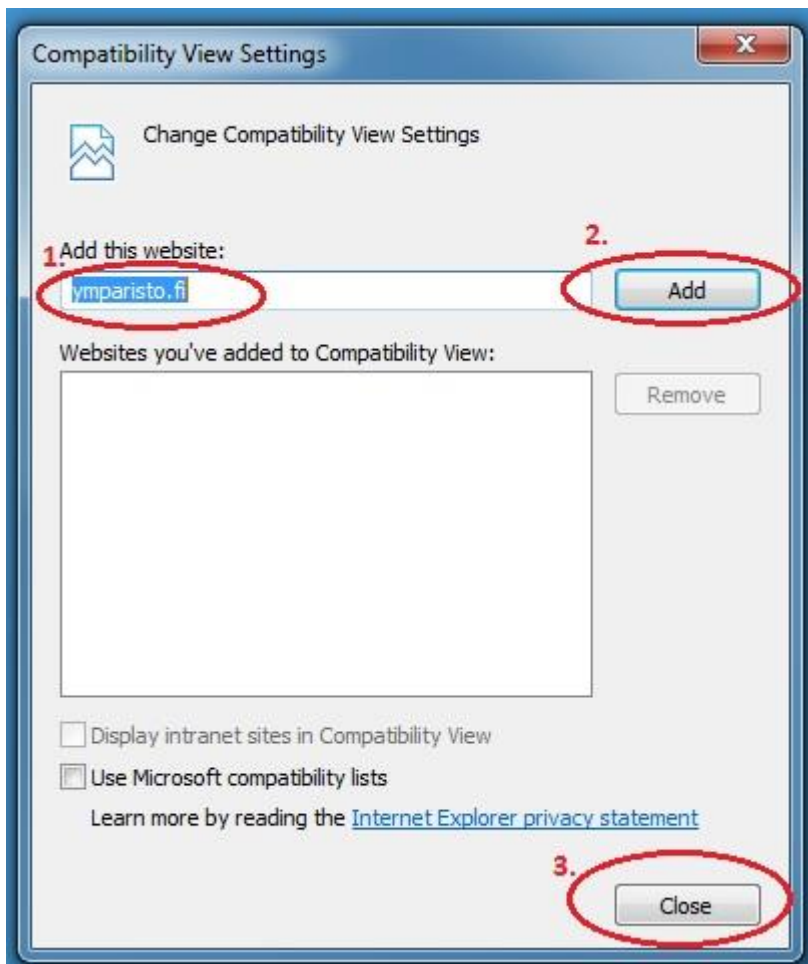 Compatibility View Settings
Change Compatibility View Settings
1. Add this website:
2.
ymparisto.fi
Add
Websites you've added to Compatibility View:
Remove
Display intranet sites in Compatibility View
Use Microsoft compatibility lists
Learn more by reading the Internet Explorer privacy statement
3.
Close